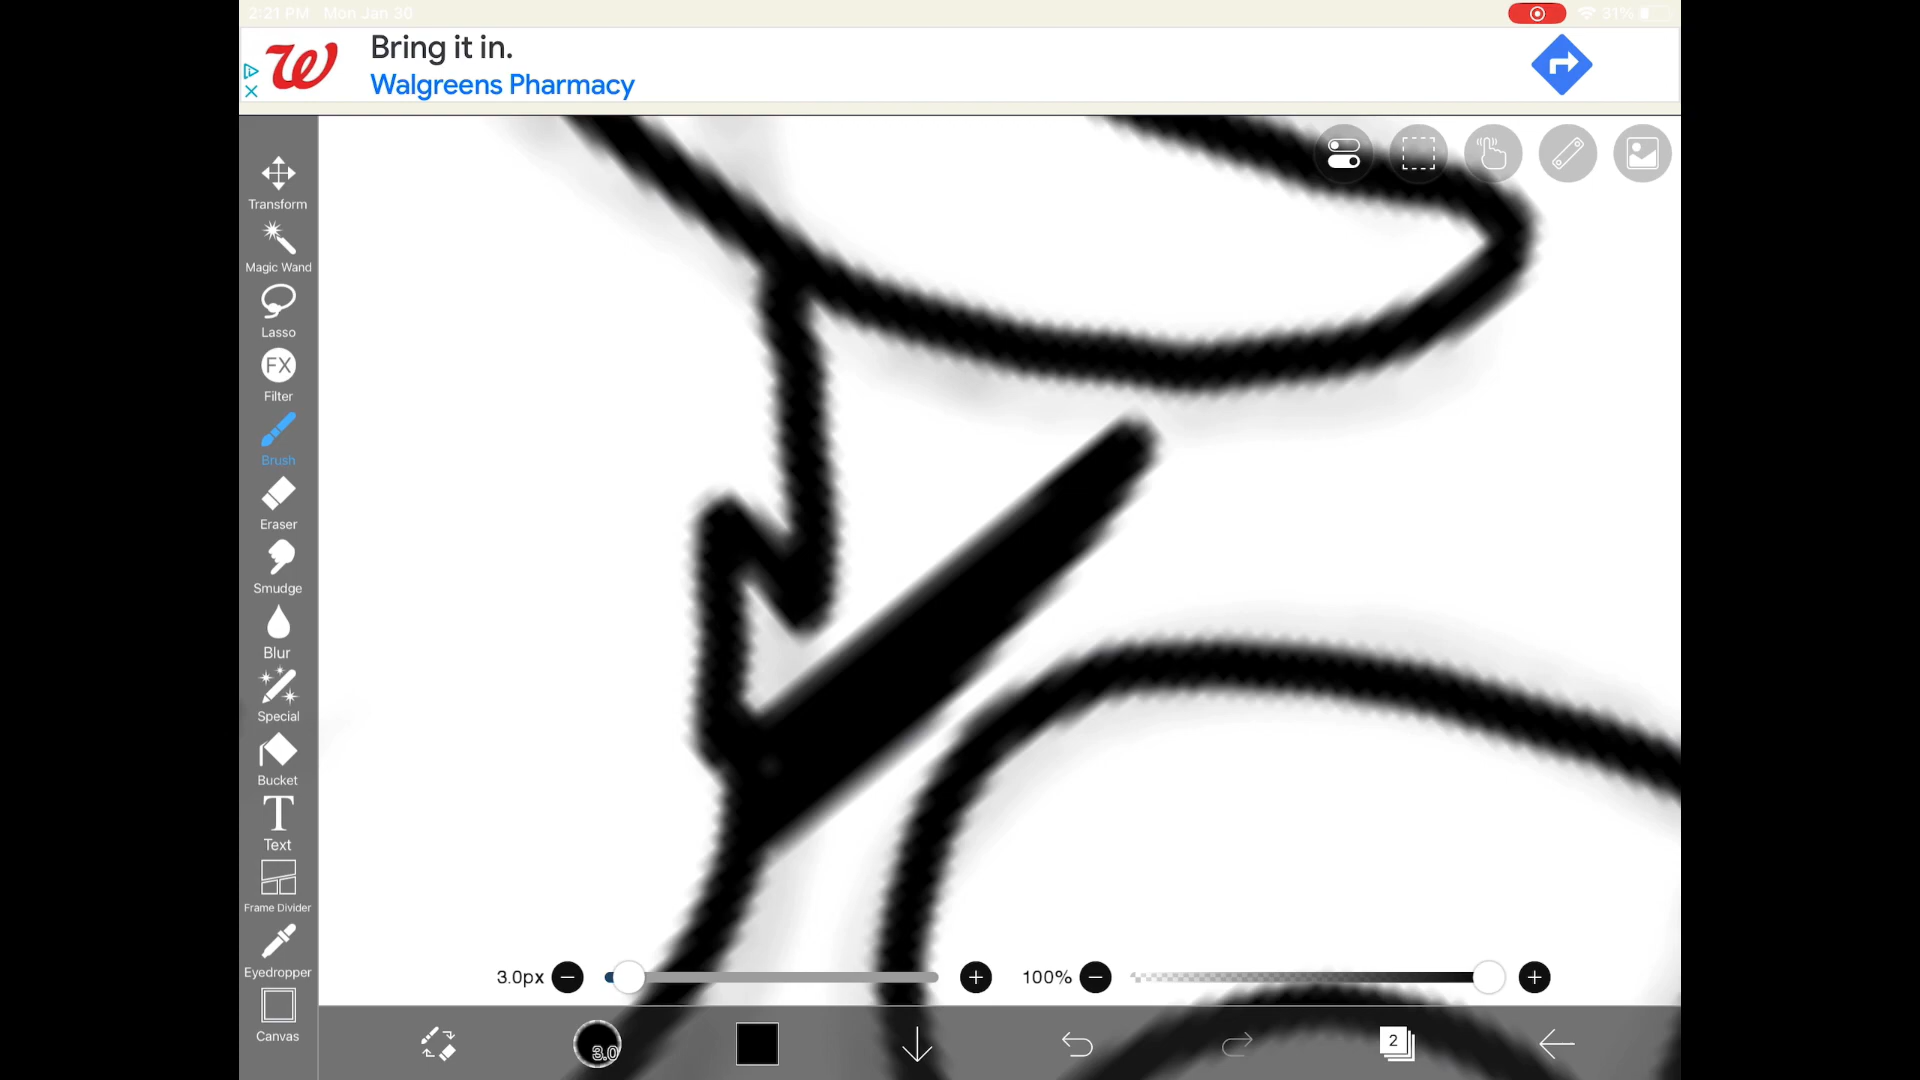 2:21 PM Mon Jan 30
31%
Bring it in.
Walgreens Pharmacy
Transform
Magic Wand
Lasso
FX
Filter
Brush
Eraser
Smudge
Blur
Special
Bucket
T
Text
Frame Divider
Eyedropper
Canvas
3.0px
100%
3.0
2